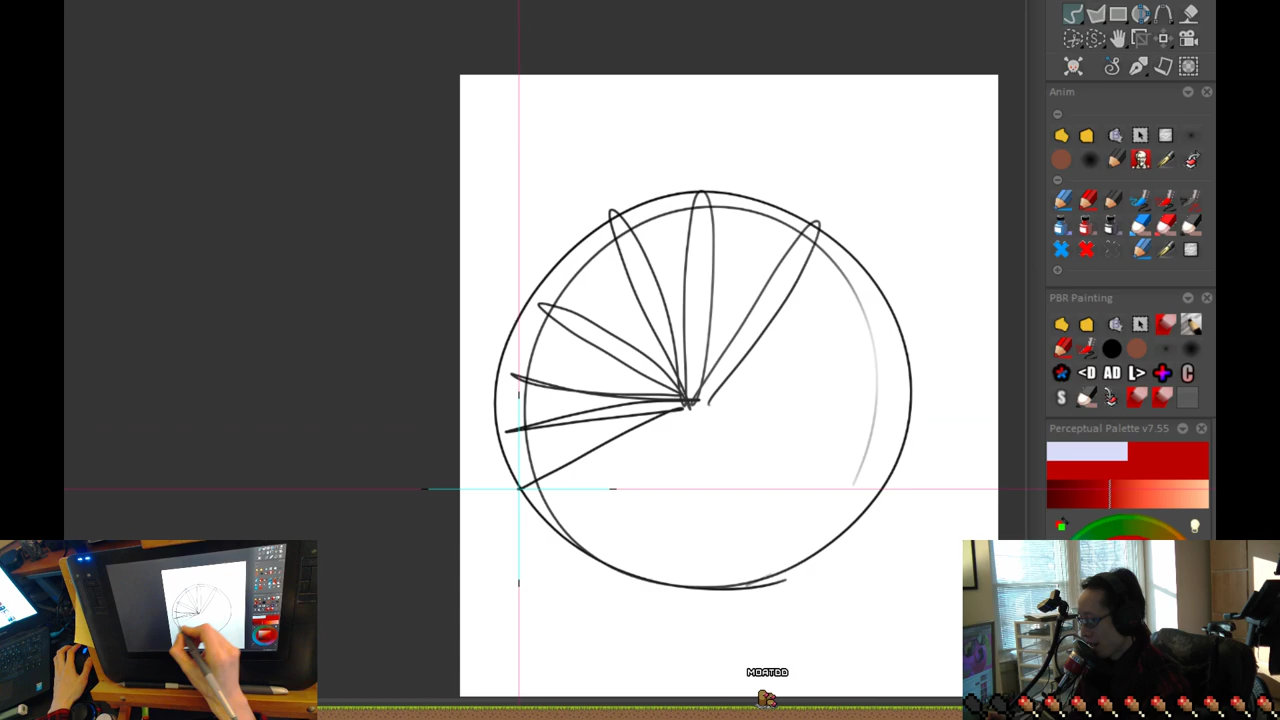 Anim
PBR Painting
<D AD L> C
S
Perceptual Palette v7.55
MOATDD